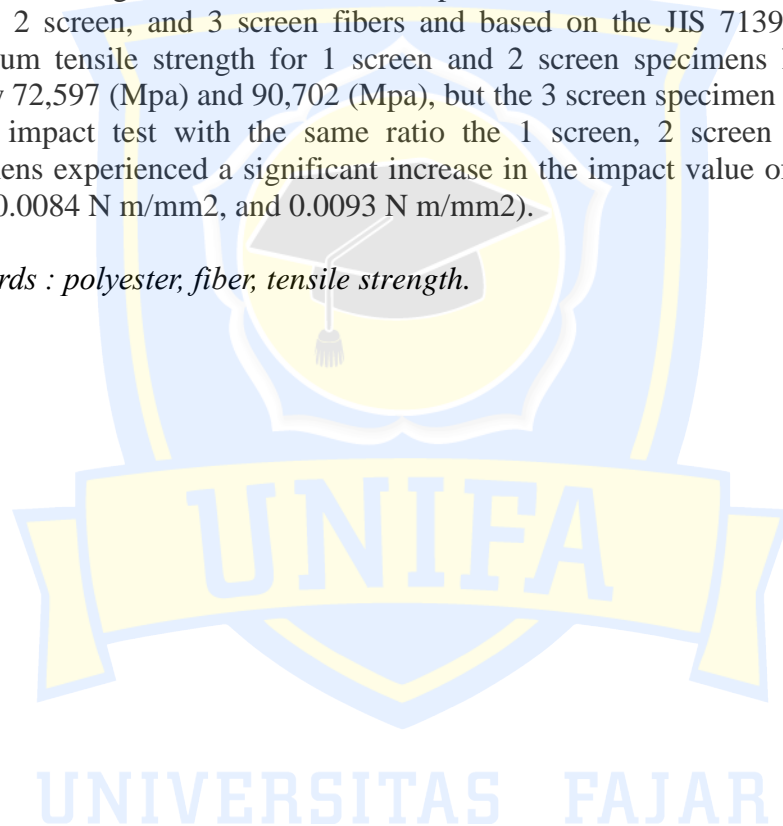 2 screen, and 3 screen fibers and based on the JIS 7139
um tensile strength for 1 screen and 2 screen specimens
72,597 (Mpa) and 90,702 (Mpa), but the 3 screen specimen
impact test with the same ratio the 1 screen, 2 screen
ens experienced a significant increase in the impact value of
0.0084 N m/mm2, and 0.0093 N m/mm2).
rds : polyester, fiber, tensile strength.
UNIFA
UNIVERSITAS FAJAR